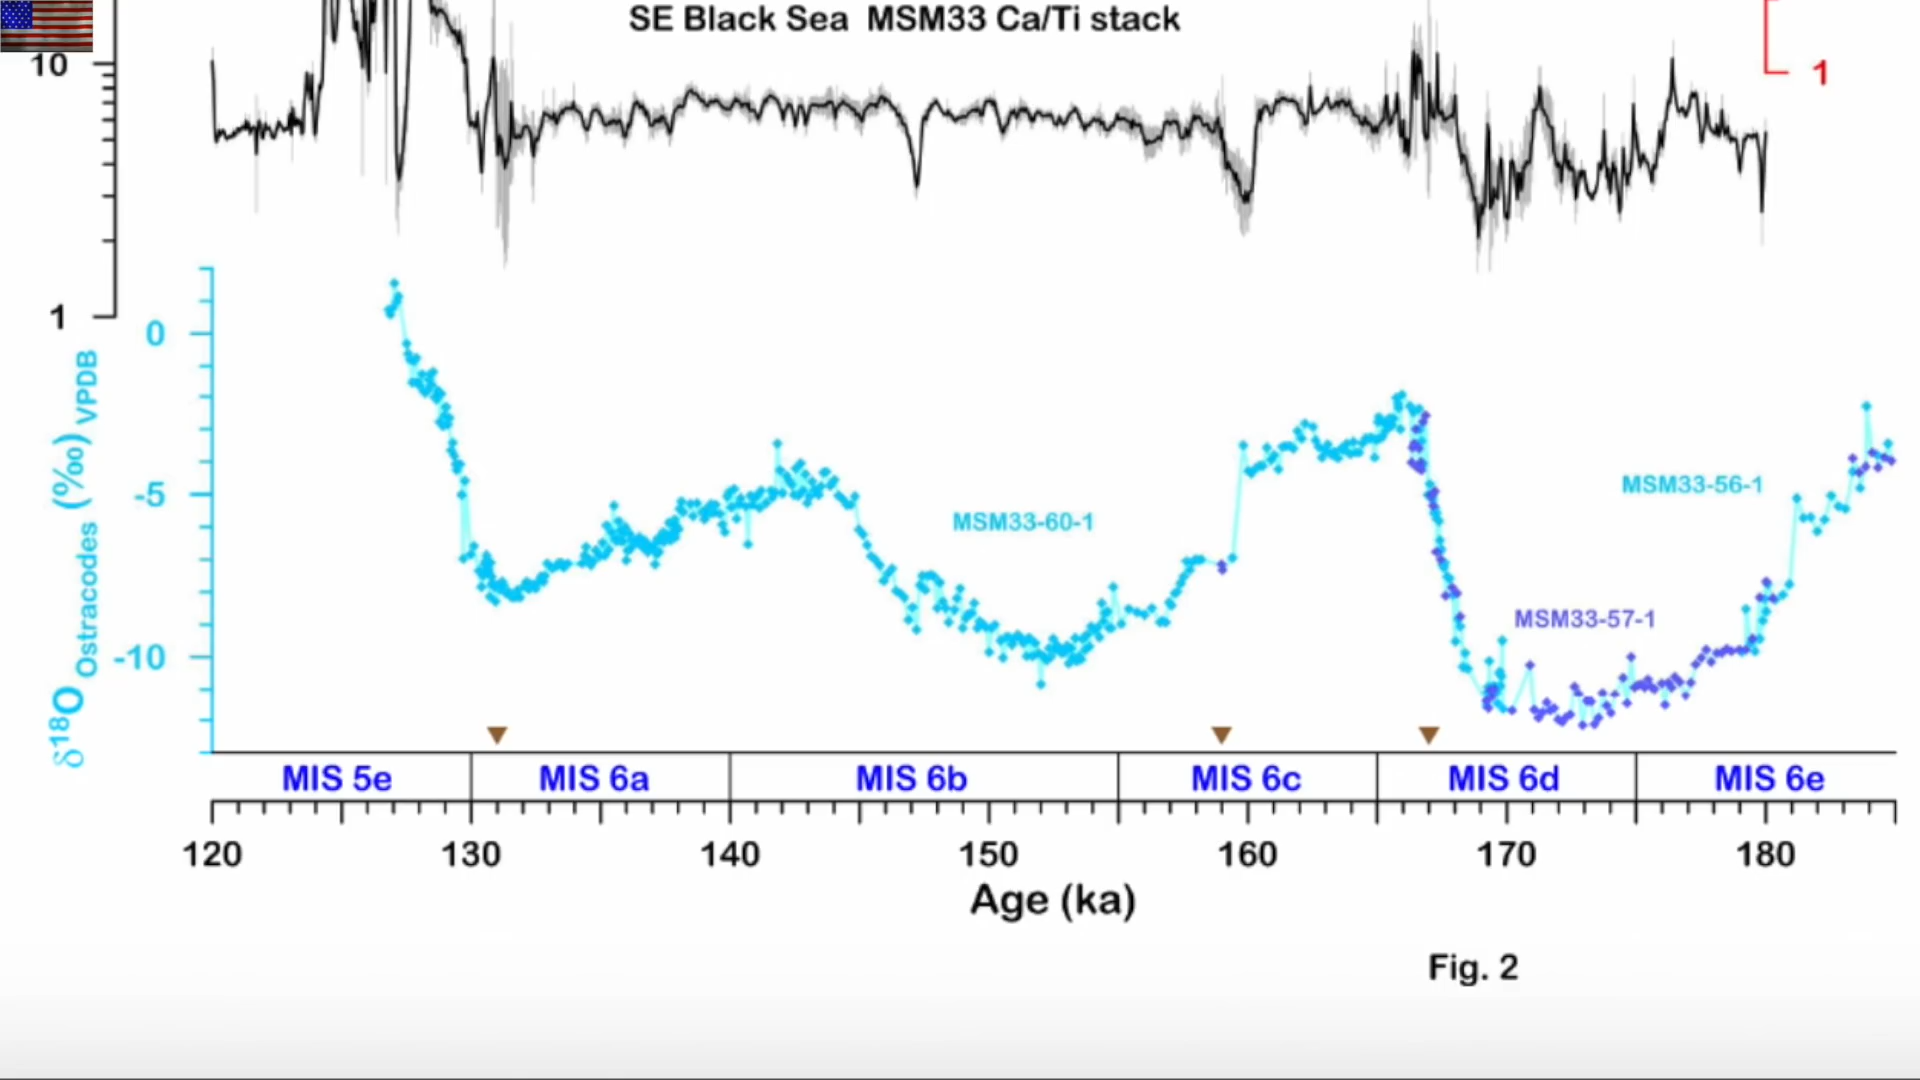 SE Black Sea MSM33 Ca/Ti stack
10
1
1
0
-5
-10
δ18O Ostracodes (‰) VPDB
MSM33-60-1
MSM33-56-1
MSM33-57-1
MIS 5e
MIS 6a
MIS 6b
MIS 6c
MIS 6d
MIS 6e
120
130
140
150
160
170
180
Age (ka)
Fig. 2